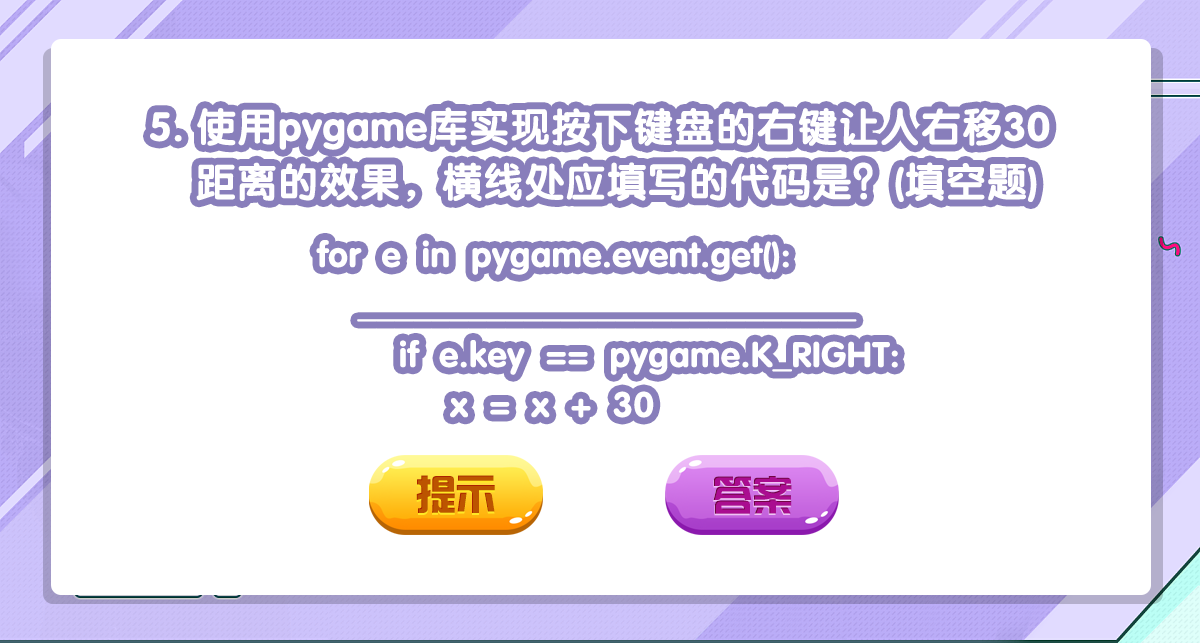 5. 使用pygame库实现按下键盘的右键让人右移30
距离的效果，横线处应填写的代码是？(填空题)
for e in pygame.event.get():
if e.key == pygame.K_RIGHT:
x = x + 30
提示
答案